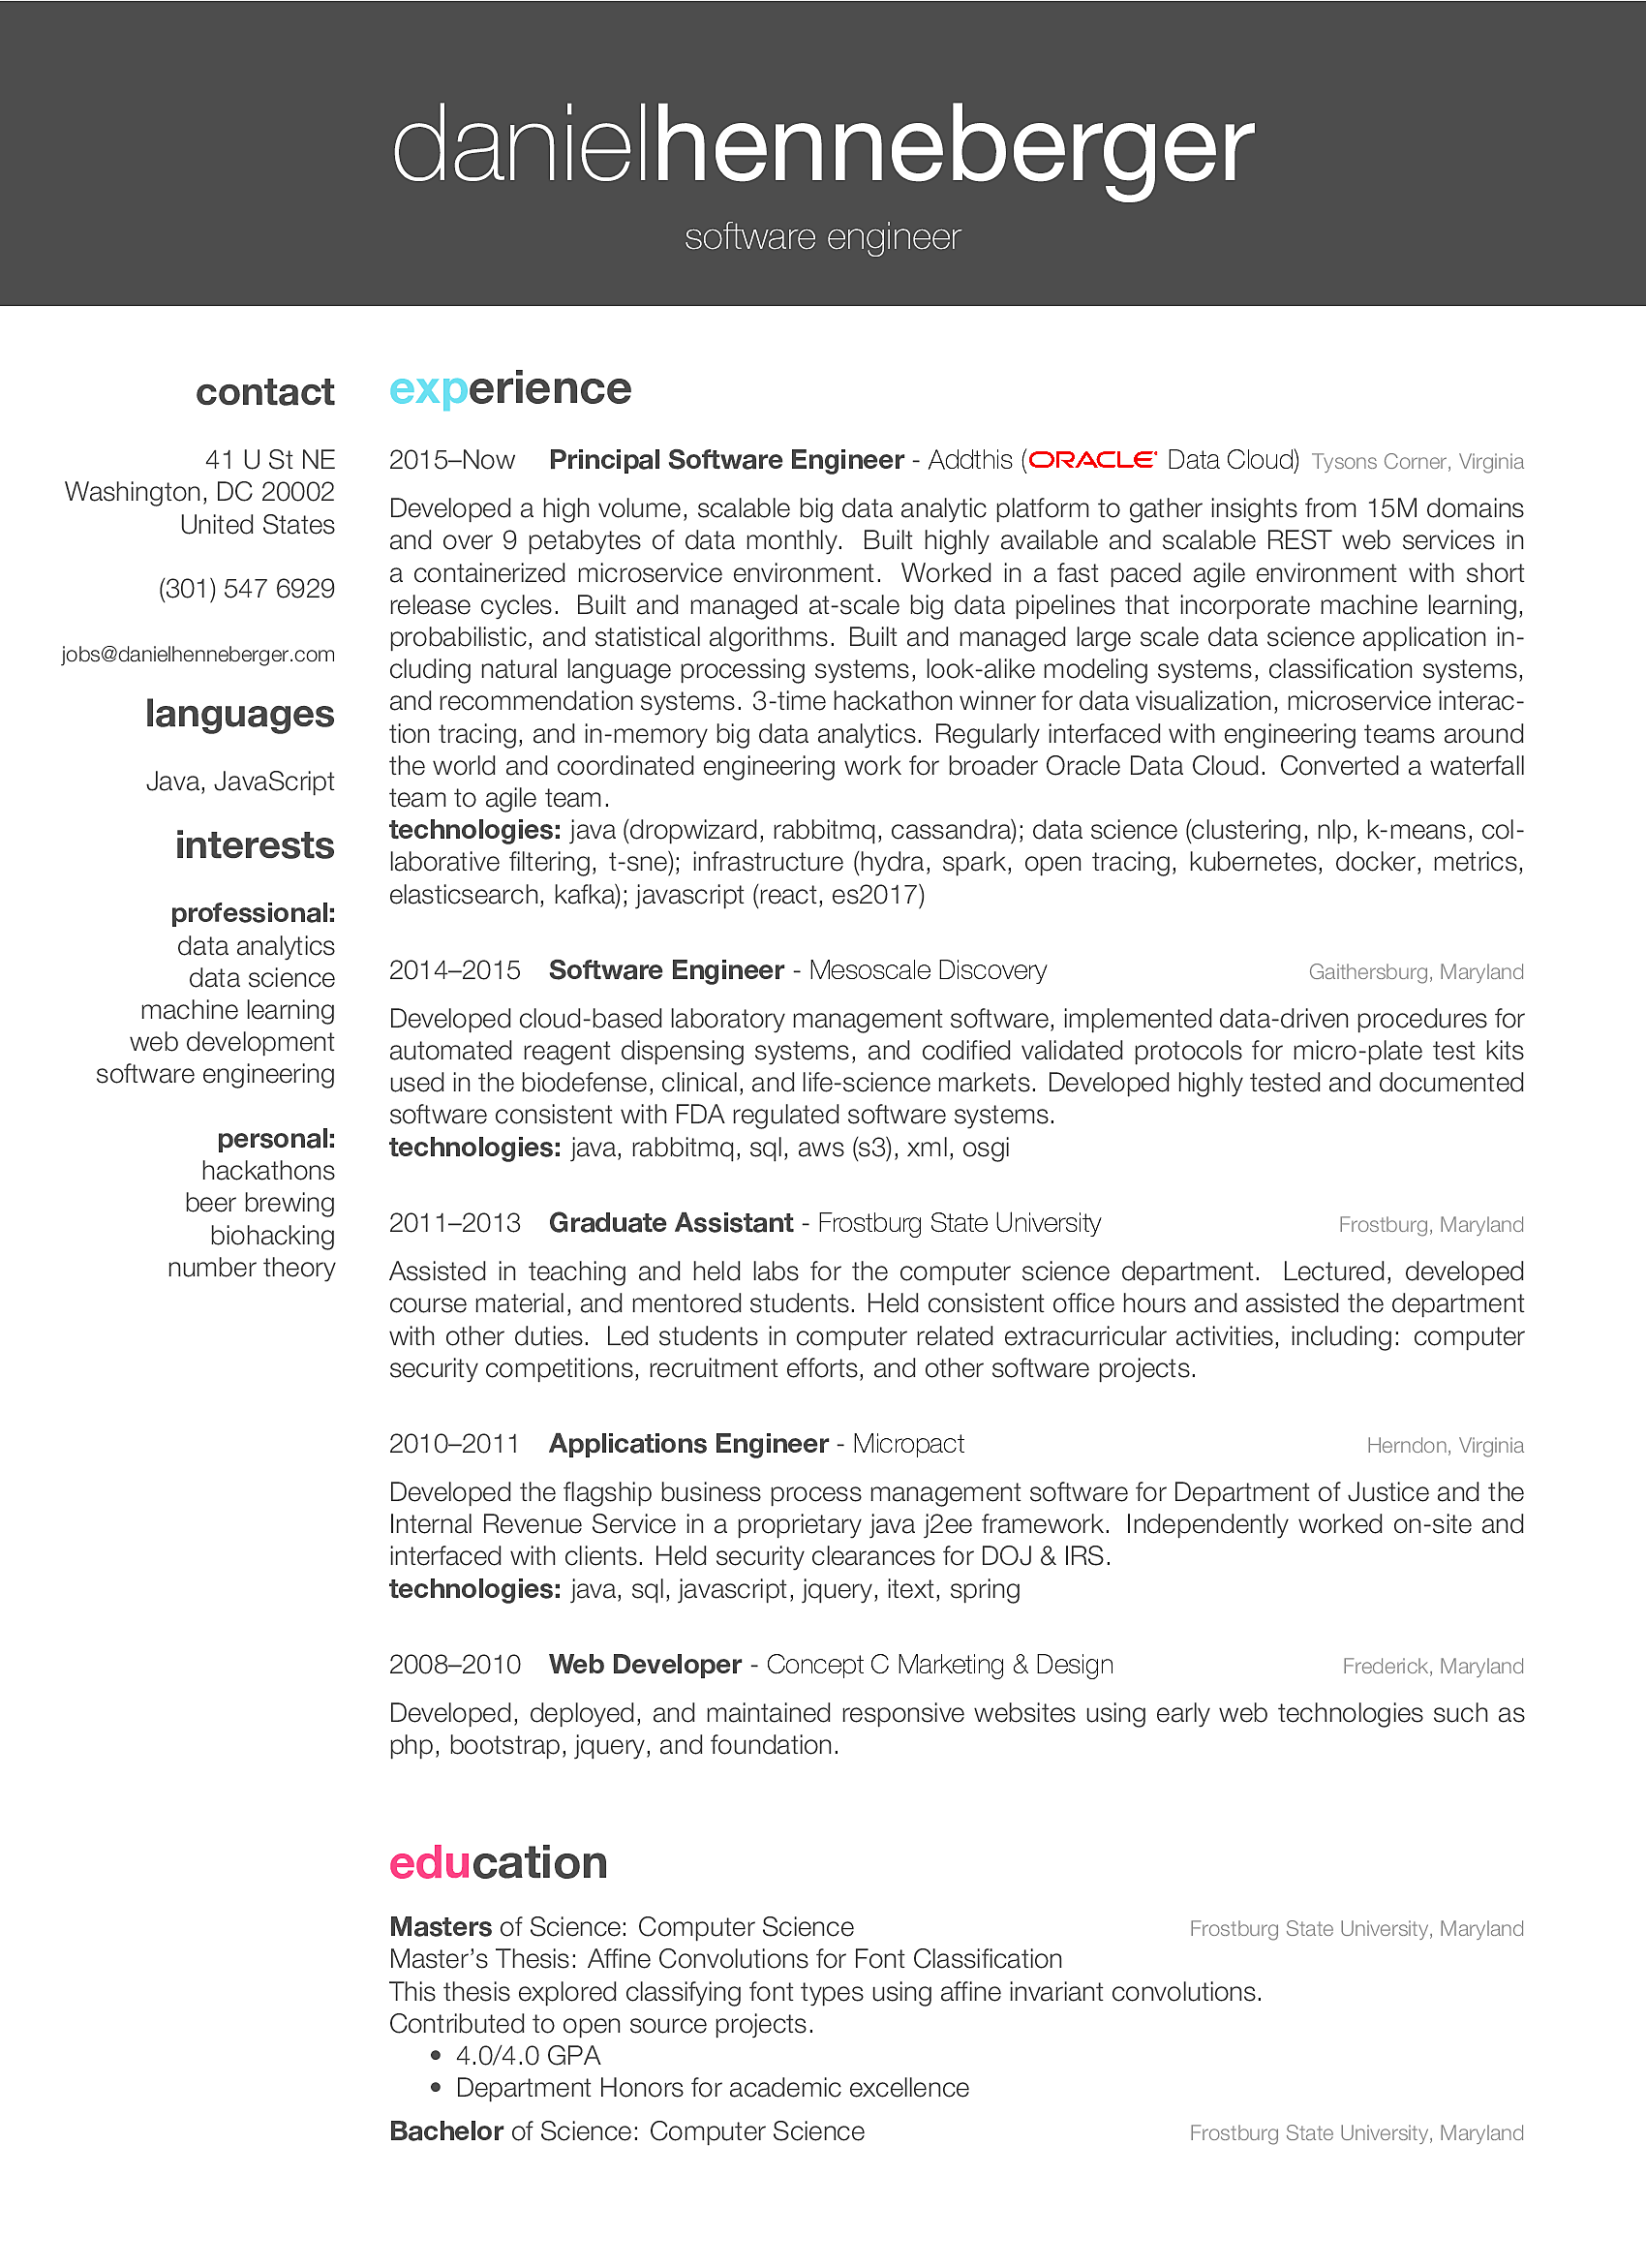 danielhenneberger
software engineer
contact
41 U St NE
Washington, DC 20002
United States
(301) 547 6929
jobs@danielhenneberger.com
languages
Java, JavaScript
interests
professional:
data analytics
data science
machine learning
web development
software engineering
personal:
hackathons
beer brewing
biohacking
number theory
experience
2015–Now Principal Software Engineer - Addthis (ORACLE Data Cloud) Tysons Corner, Virginia
Developed a high volume, scalable big data analytic platform to gather insights from 15M domains
and over 9 petabytes of data monthly. Built highly available and scalable REST web services in
a containerized microservice environment. Worked in a fast paced agile environment with short
release cycles. Built and managed at-scale big data pipelines that incorporate machine learning,
probabilistic, and statistical algorithms. Built and managed large scale data science application in-
cluding natural language processing systems, look-alike modeling systems, classification systems,
and recommendation systems. 3-time hackathon winner for data visualization, microservice interac-
tion tracing, and in-memory big data analytics. Regularly interfaced with engineering teams around
the world and coordinated engineering work for broader Oracle Data Cloud. Converted a waterfall
team to agile team.
technologies: java (dropwizard, rabbitmq, cassandra); data science (clustering, nlp, k-means, col-
laborative filtering, t-sne); infrastructure (hydra, spark, open tracing, kubernetes, docker, metrics,
elasticsearch, kafka); javascript (react, es2017)
2014–2015 Software Engineer - Mesoscale Discovery Gaithersburg, Maryland
Developed cloud-based laboratory management software, implemented data-driven procedures for
automated reagent dispensing systems, and codified validated protocols for micro-plate test kits
used in the biodefense, clinical, and life-science markets. Developed highly tested and documented
software consistent with FDA regulated software systems.
technologies: java, rabbitmq, sql, aws (s3), xml, osgi
2011–2013 Graduate Assistant - Frostburg State University Frostburg, Maryland
Assisted in teaching and held labs for the computer science department. Lectured, developed
course material, and mentored students. Held consistent office hours and assisted the department
with other duties. Led students in computer related extracurricular activities, including: computer
security competitions, recruitment efforts, and other software projects.
2010–2011 Applications Engineer - Micropact Herndon, Virginia
Developed the flagship business process management software for Department of Justice and the
Internal Revenue Service in a proprietary java j2ee framework. Independently worked on-site and
interfaced with clients. Held security clearances for DOJ & IRS.
technologies: java, sql, javascript, jquery, itext, spring
2008–2010 Web Developer - Concept C Marketing & Design Frederick, Maryland
Developed, deployed, and maintained responsive websites using early web technologies such as
php, bootstrap, jquery, and foundation.
education
Masters of Science: Computer Science Frostburg State University, Maryland
Master's Thesis: Affine Convolutions for Font Classification
This thesis explored classifying font types using affine invariant convolutions.
Contributed to open source projects.
• 4.0/4.0 GPA
• Department Honors for academic excellence
Bachelor of Science: Computer Science Frostburg State University, Maryland